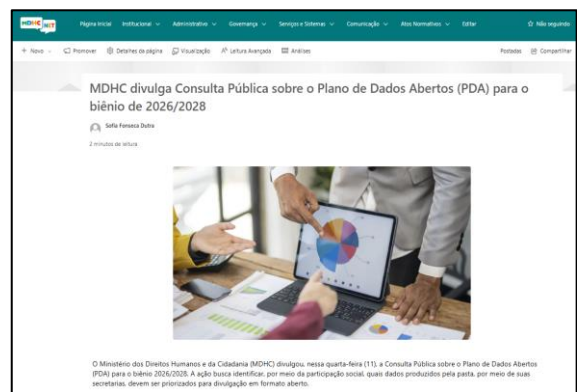 MDHC NET
Página Inicial Institucional Administrativo Governança Serviços e Sistemas Comunicação Atos Normativos Editar Não seguindo
+ Novo Promover Detalhes da página Visualização Leitura Avançada Análises Postadas Compartilhar
MDHC divulga Consulta Pública sobre o Plano de Dados Abertos (PDA) para o
biênio de 2026/2028
Sofia Fonseca Dutra
2 minutos de leitura
O Ministério dos Direitos Humanos e da Cidadania (MDHC) divulgou, nessa quarta-feira (11), a Consulta Pública sobre o Plano de Dados Abertos
(PDA) para o biênio 2026/2028. A ação busca identificar, por meio da participação social, quais dados produzidos pela pasta, por meio de suas
secretarias, devem ser priorizados para divulgação em formato aberto.